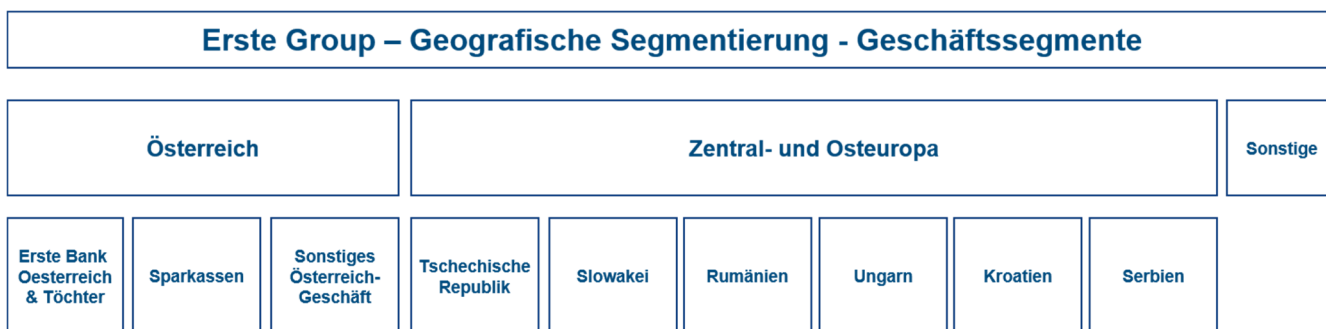 Erste Group – Geografische Segmentierung - Geschäftssegmente
Österreich
Zentral- und Osteuropa
Sonstige
Erste Bank
Oesterreich
& Töchter
Sparkassen
Sonstiges
Österreich-
Geschäft
Tschechische
Republik
Slowakei
Rumänien
Ungarn
Kroatien
Serbien